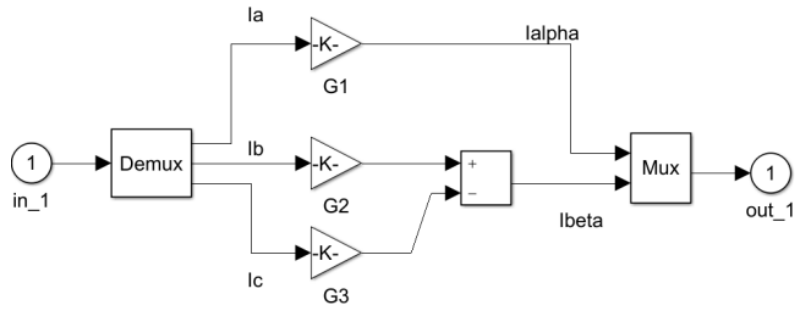 Ia
-K-
G1
Ialpha
1
in_1
Demux
Ib
-K-
G2
+
−
Ibeta
Mux
1
out_1
Ic
-K-
G3